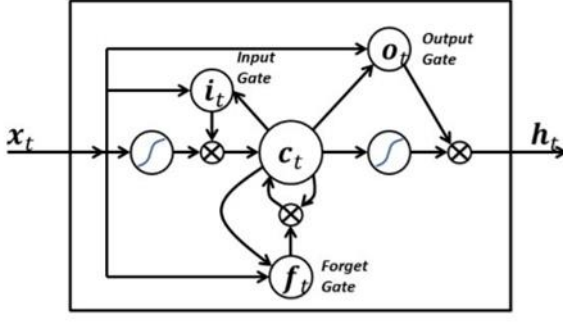 Input
Gate
o_t
Output
Gate
i_t
x_t
c_t
h_t
f_t
Forget
Gate